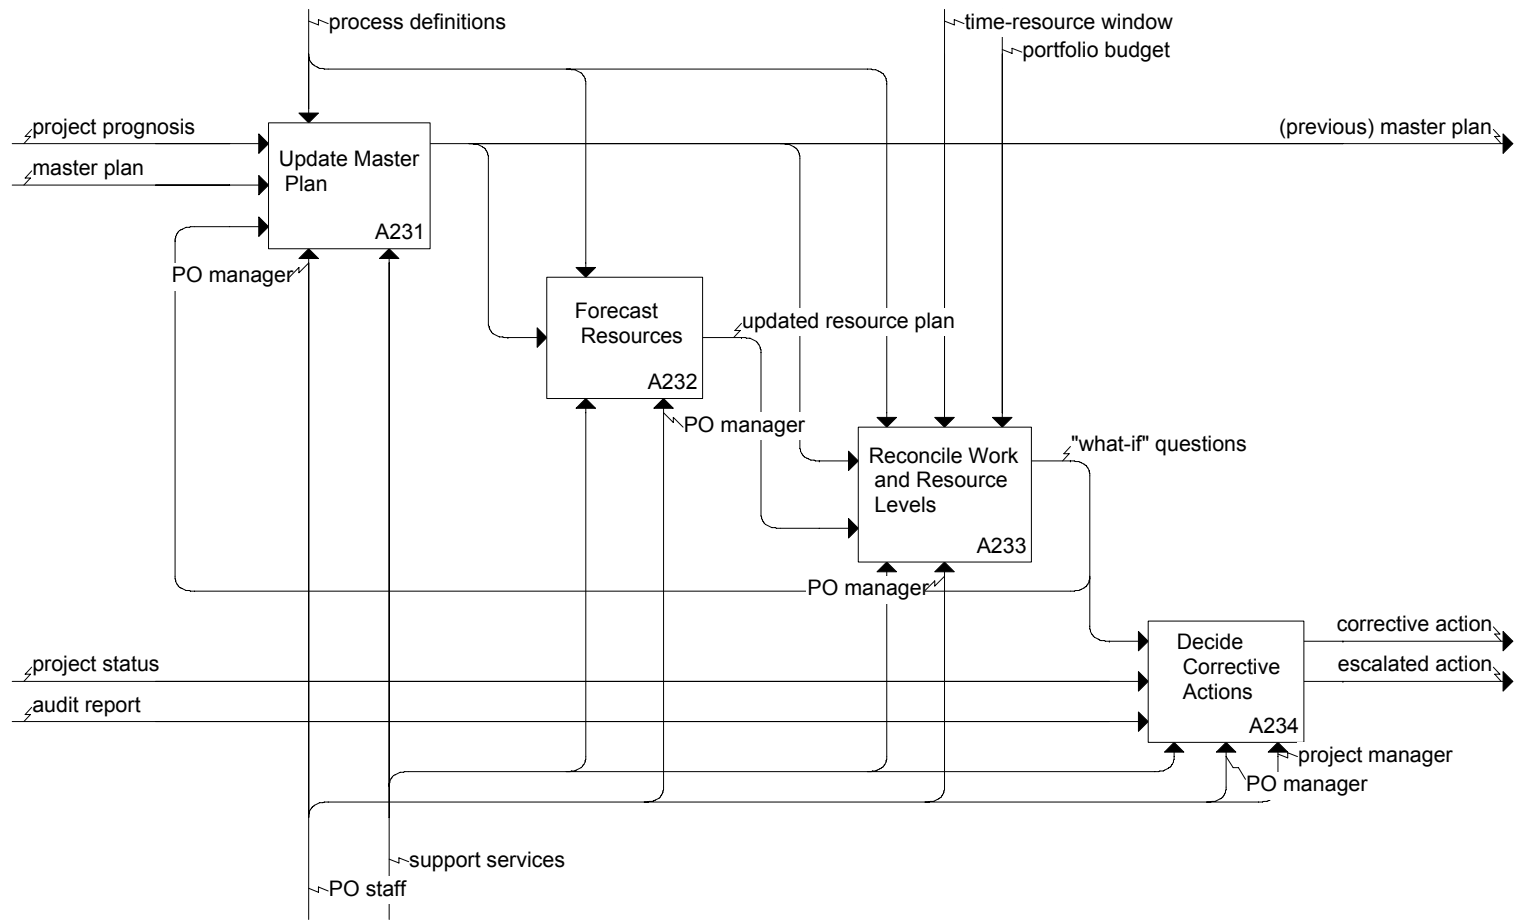 process definitions
time-resource window
portfolio budget
project prognosis
(previous) master plan
Update Master
Plan
master plan
A231
PO manager
Forecast
Resources
updated resource plan
A232
PO manager
"what-if" questions
Reconcile Work
and Resource
Levels
A233
PO manager
corrective action
Decide
Corrective
Actions
project status
escalated action
audit report
A234
project manager
PO manager
support services
PO staff